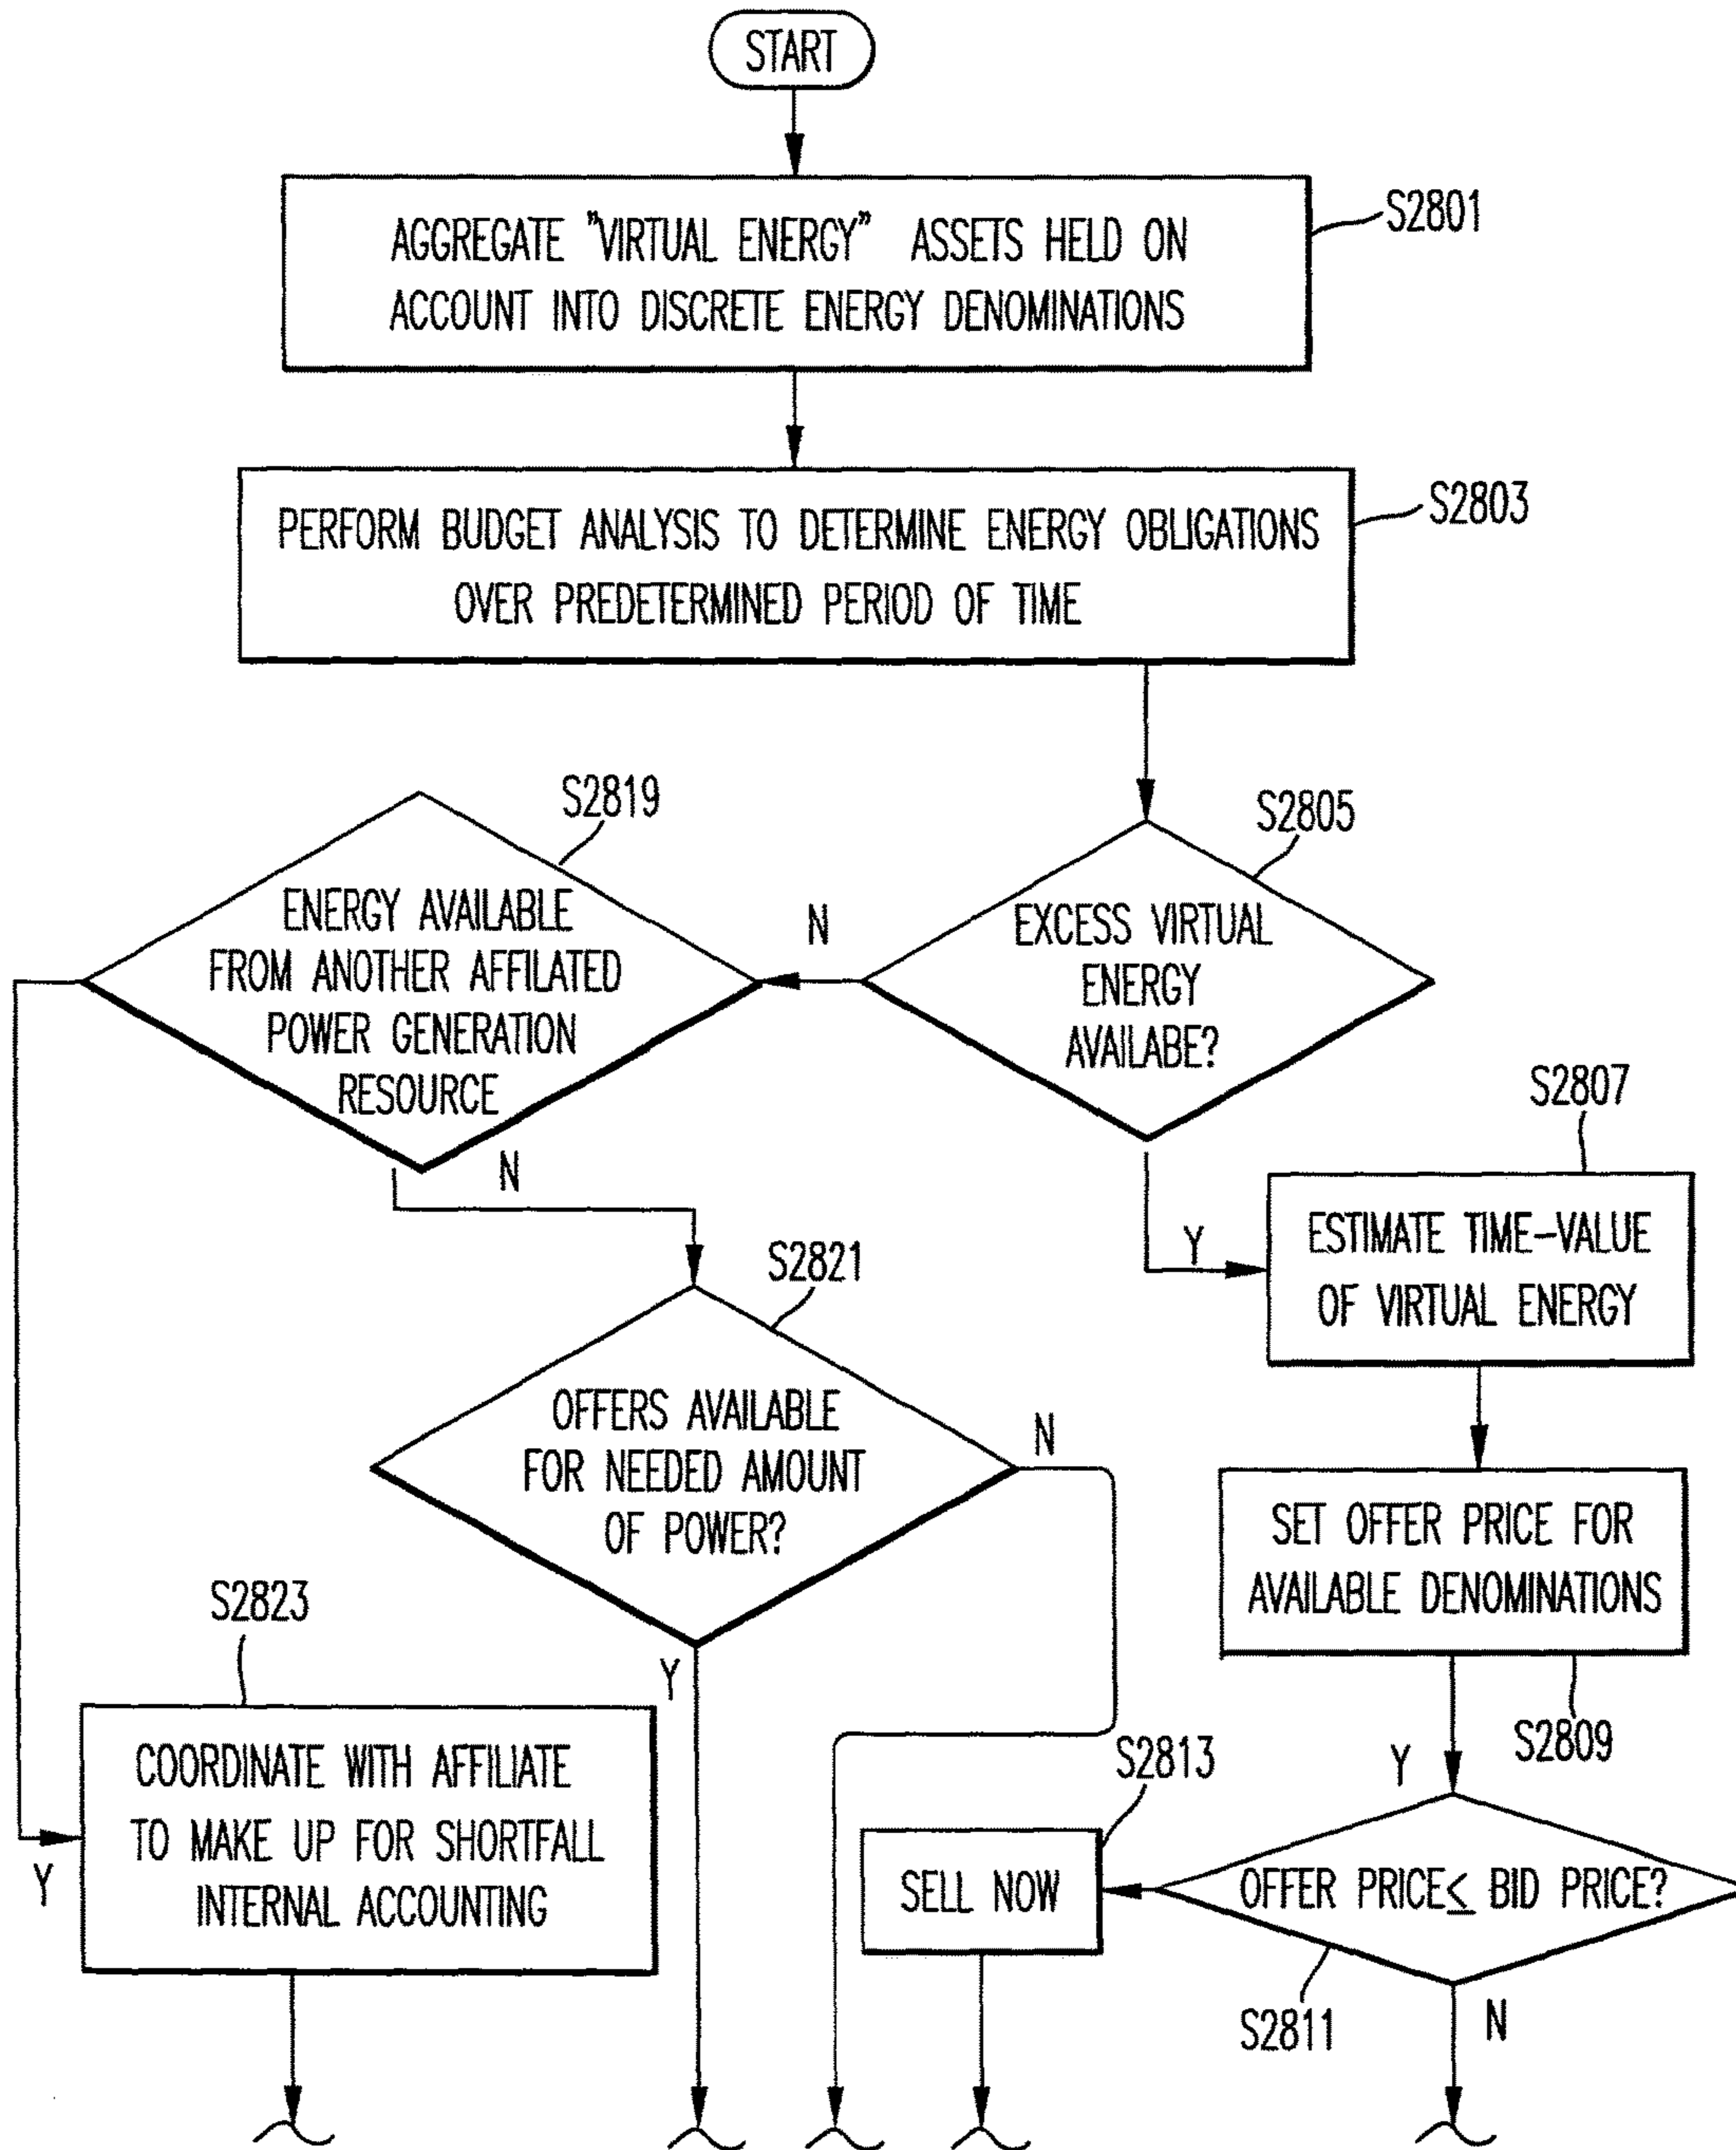 START
AGGREGATE "VIRTUAL ENERGY" ASSETS HELD ON
ACCOUNT INTO DISCRETE ENERGY DENOMINATIONS
S2801
PERFORM BUDGET ANALYSIS TO DETERMINE ENERGY OBLIGATIONS
OVER PREDETERMINED PERIOD OF TIME
S2803
S2819
ENERGY AVAILABLE
FROM ANOTHER AFFILATED
POWER GENERATION
RESOURCE
N
S2805
EXCESS VIRTUAL
ENERGY
AVAILABE?
N
Y
S2807
ESTIMATE TIME-VALUE
OF VIRTUAL ENERGY
S2821
OFFERS AVAILABLE
FOR NEEDED AMOUNT
OF POWER?
N
Y
SET OFFER PRICE FOR
AVAILABLE DENOMINATIONS
S2809
S2823
COORDINATE WITH AFFILIATE
TO MAKE UP FOR SHORTFALL
INTERNAL ACCOUNTING
Y
S2813
SELL NOW
Y
OFFER PRICE≤ BID PRICE?
S2811
N